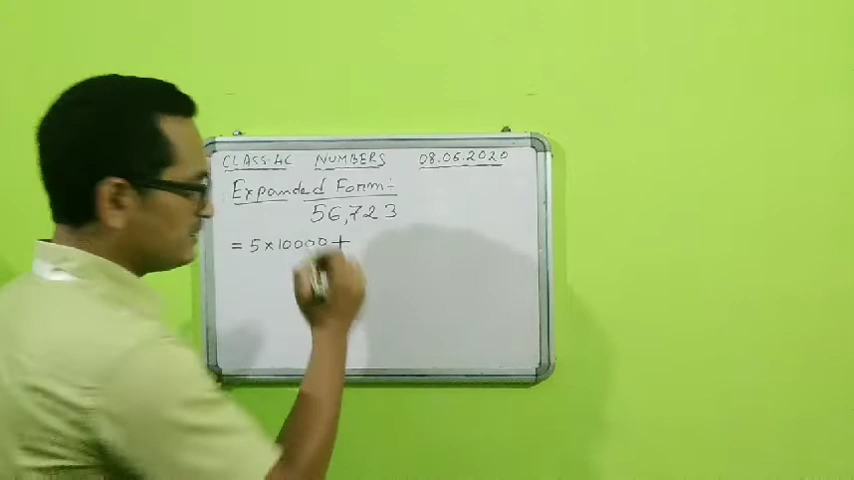 CLASS-4C NUMBERS 08.06.2020
Expanded Form:-
56,723
= 5×10000+